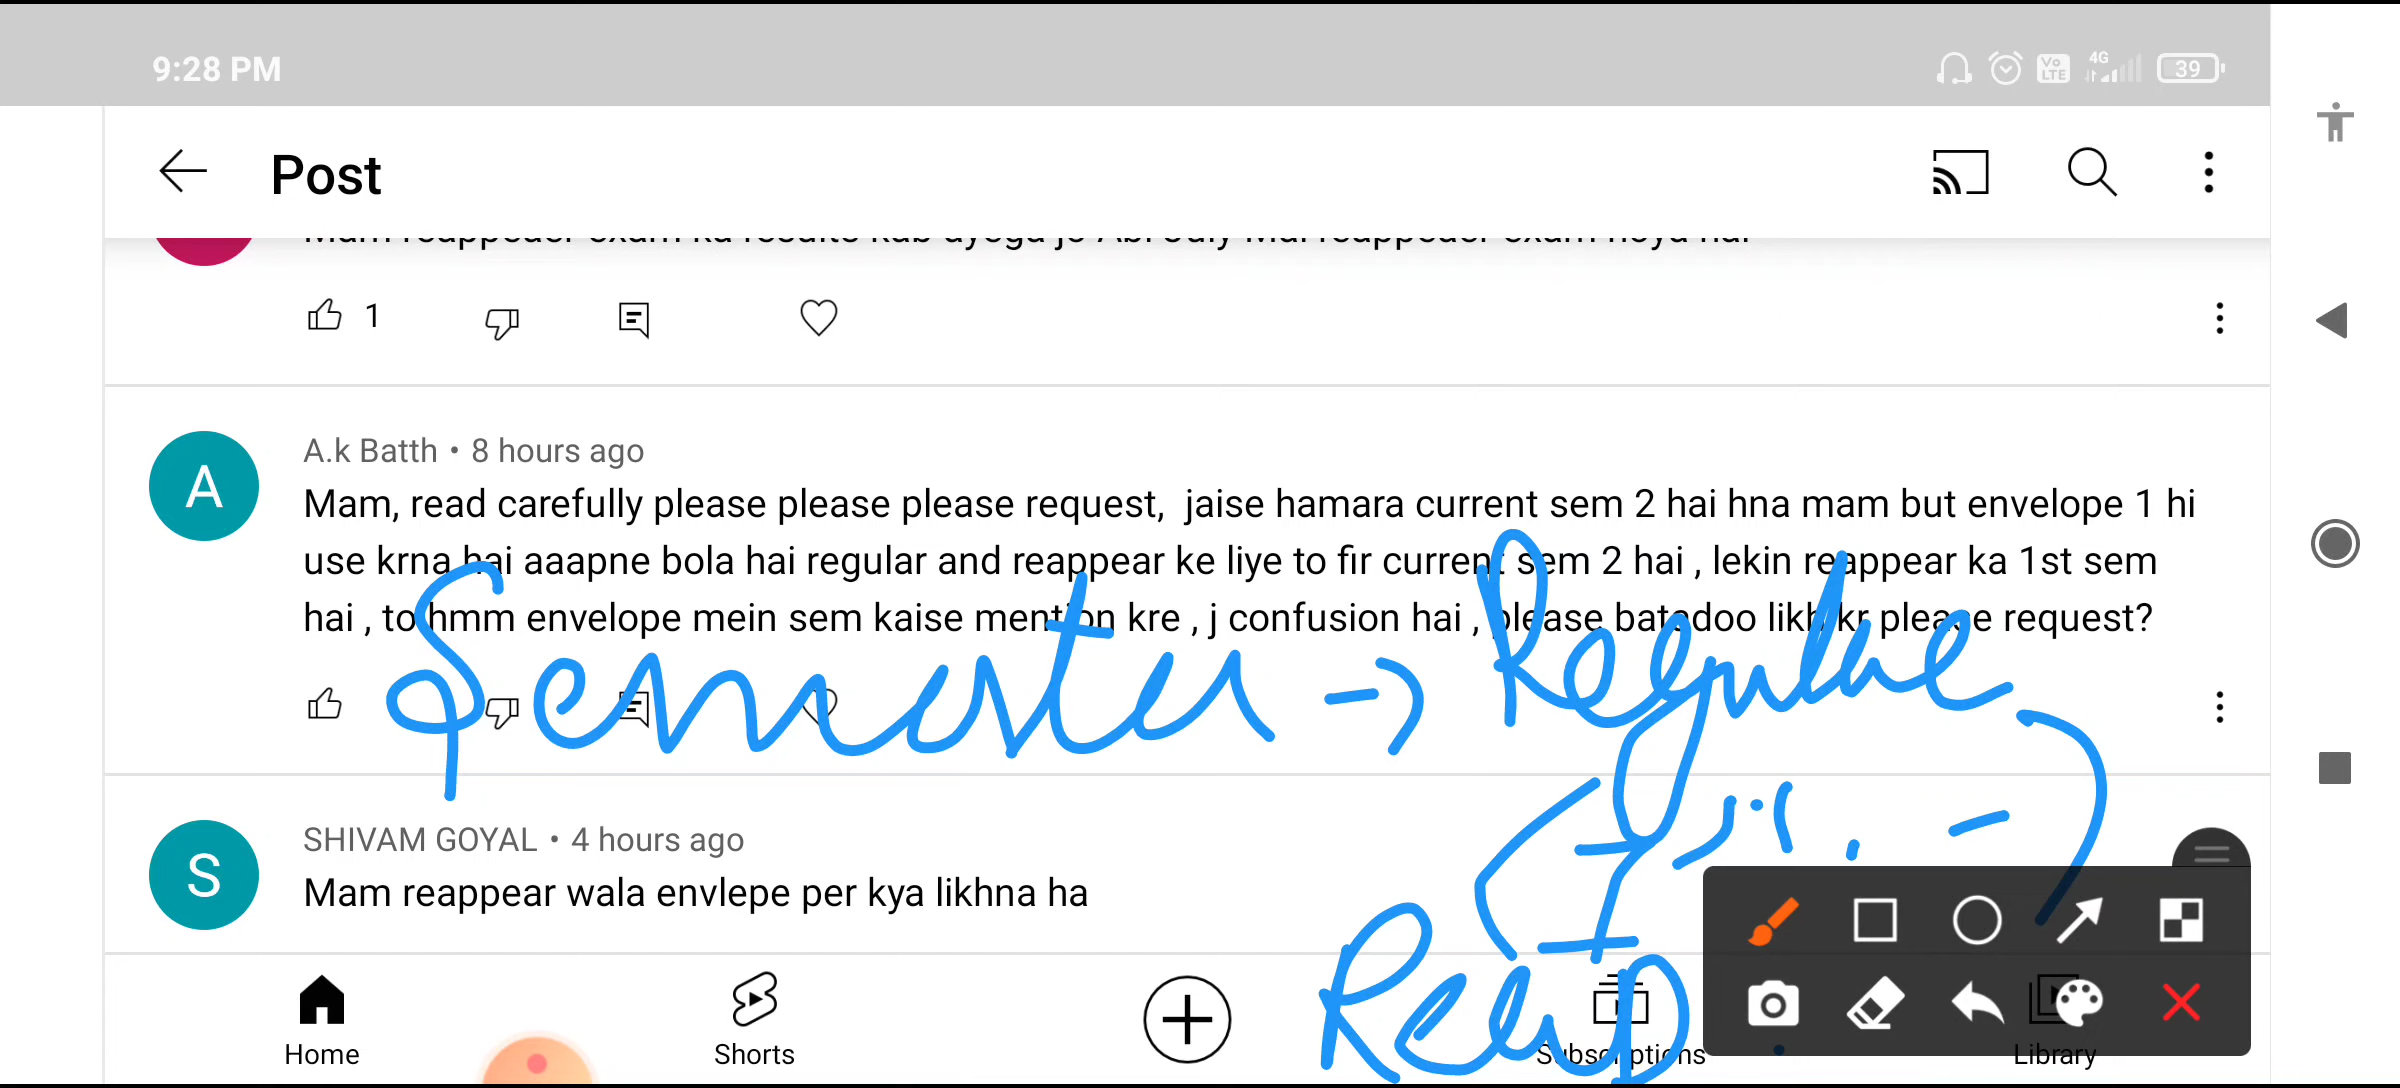 9:28 PM
4G
Vo
LTE
39
Post
A.k Batth • 8 hours ago
Mam, read carefully please please please request, jaise hamara current sem 2 hai hna mam but envelope 1 hi
use krna hai aaapne bola hai regular and reappear ke liye to fir current sem 2 hai , lekin reappear ka 1st sem
hai , to hmm envelope mein sem kaise mention kre , j confusion hai , please batadoo likh kr please request?
1
Semester → Regular
SHIVAM GOYAL • 4 hours ago
Mam reappear wala envlepe per kya likhna ha
Home
Shorts
Subscriptions
Library
A
S